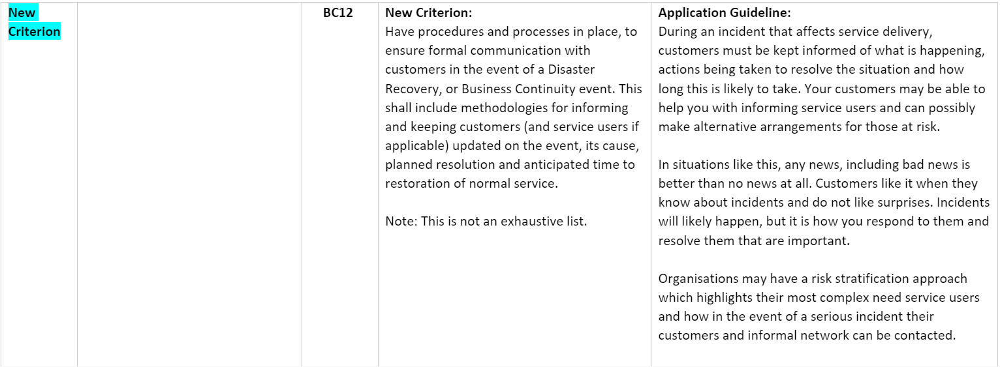 New
Criterion
BC12
New Criterion:
Have procedures and processes in place, to
ensure formal communication with
customers in the event of a Disaster
Recovery, or Business Continuity event. This
shall include methodologies for informing
and keeping customers (and service users if
applicable) updated on the event, its cause,
planned resolution and anticipated time to
restoration of normal service.
Note: This is not an exhaustive list.
Application Guideline:
During an incident that affects service delivery,
customers must be kept informed of what is happening,
actions being taken to resolve the situation and how
long this is likely to take. Your customers may be able to
help you with informing service users and can possibly
make alternative arrangements for those at risk.
In situations like this, any news, including bad news is
better than no news at all. Customers like it when they
know about incidents and do not like surprises. Incidents
will likely happen, but it is how you respond to them and
resolve them that are important.
Organisations may have a risk stratification approach
which highlights their most complex need service users
and how in the event of a serious incident their
customers and informal network can be contacted.